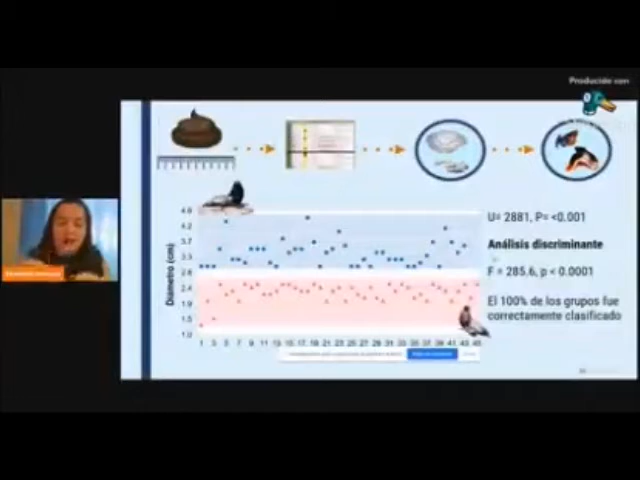 Producido con
U= 2881, P= <0.001
Análisis discriminante
F = 285.6, p < 0.0001
El 100% de los grupos fue
correctamente clasificado
Diámetro (cm)
4.6
4.2
3.7
3.3
2.8
2.4
1.9
1.5
1.0
1 3 5 7 9 11 13 15 17 19 21 23 25 27 29 31 33 35 37 39 41 43 45